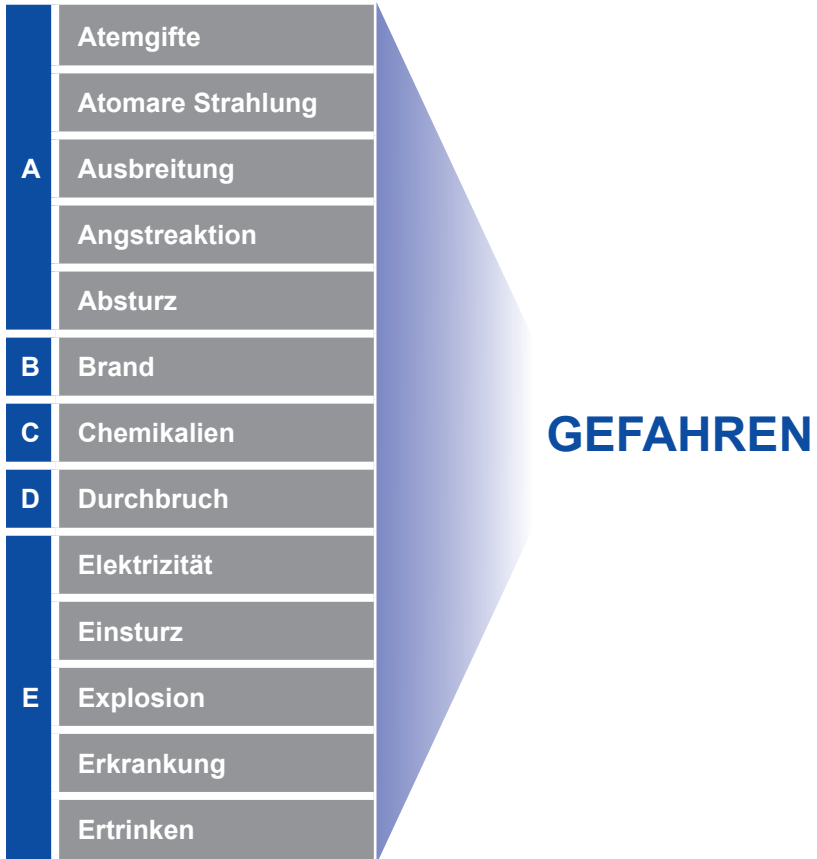 A
Atemgifte
Atomare Strahlung
Ausbreitung
Angstreaktion
Absturz
B
Brand
C
Chemikalien
D
Durchbruch
E
Elektrizität
Einsturz
Explosion
Erkrankung
Ertrinken
GEFAHREN